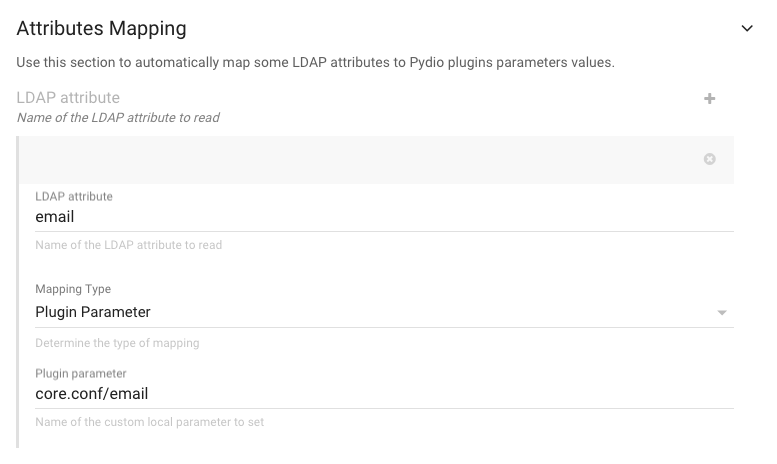 Attributes Mapping
Use this section to automatically map some LDAP attributes to Pydio plugins parameters values.
LDAP attribute
Name of the LDAP attribute to read
LDAP attribute
email
Name of the LDAP attribute to read
Mapping Type
Plugin Parameter
Determine the type of mapping
Plugin parameter
core.conf/email
Name of the custom local parameter to set